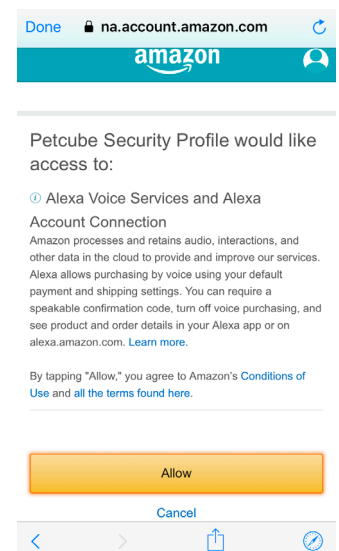 Done na.account.amazon.com
amazon
Petcube Security Profile would like
access to:
Alexa Voice Services and Alexa
Account Connection
Amazon processes and retains audio, interactions, and
other data in the cloud to provide and improve our services.
Alexa allows purchasing by voice using your default
payment and shipping settings. You can require a
speakable confirmation code, turn off voice purchasing, and
see product and order details in your Alexa app or on
alexa.amazon.com. Learn more.
By tapping "Allow," you agree to Amazon's Conditions of
Use and all the terms found here.
Allow
Cancel